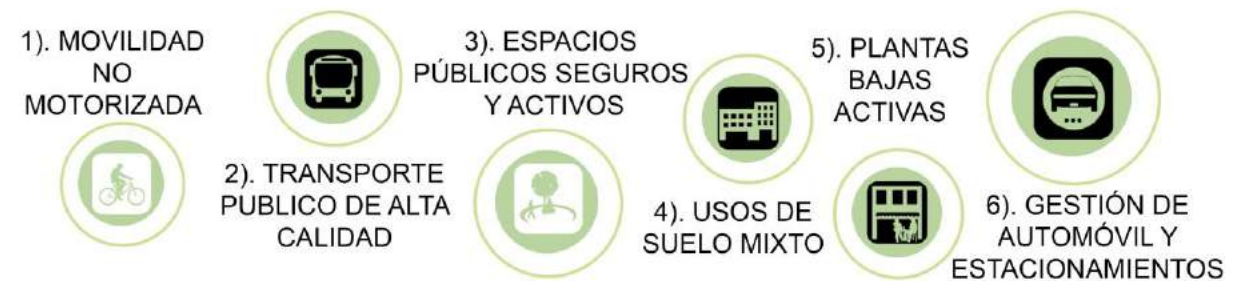 1). MOVILIDAD
NO
MOTORIZADA
2). TRANSPORTE
PUBLICO DE ALTA
CALIDAD
3). ESPACIOS
PÚBLICOS SEGUROS
Y ACTIVOS
4). USOS DE
SUELO MIXTO
5). PLANTAS
BAJAS
ACTIVAS
6). GESTIÓN DE
AUTOMÓVIL Y
ESTACIONAMIENTOS